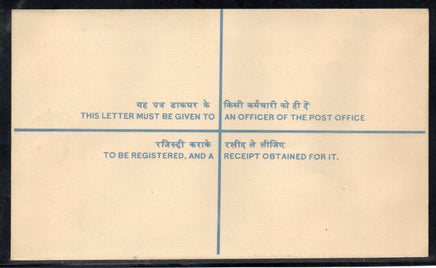 यह पत्र डाकघर के किसी कर्मचारी को ही दें
THIS LETTER MUST BE GIVEN TO AN OFFICER OF THE POST OFFICE
रजिस्ट्री कराके रसीद ले लीजिए
TO BE REGISTERED, AND A RECEIPT OBTAINED FOR IT.